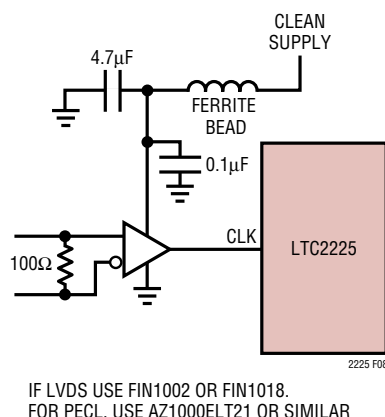 CLEAN
SUPPLY
4.7µF
FERRITE
BEAD
0.1µF
CLK
LTC2225
100Ω
2225 F08
IF LVDS USE FIN1002 OR FIN1018.
FOR PECL, USE AZ1000ELT21 OR SIMILAR